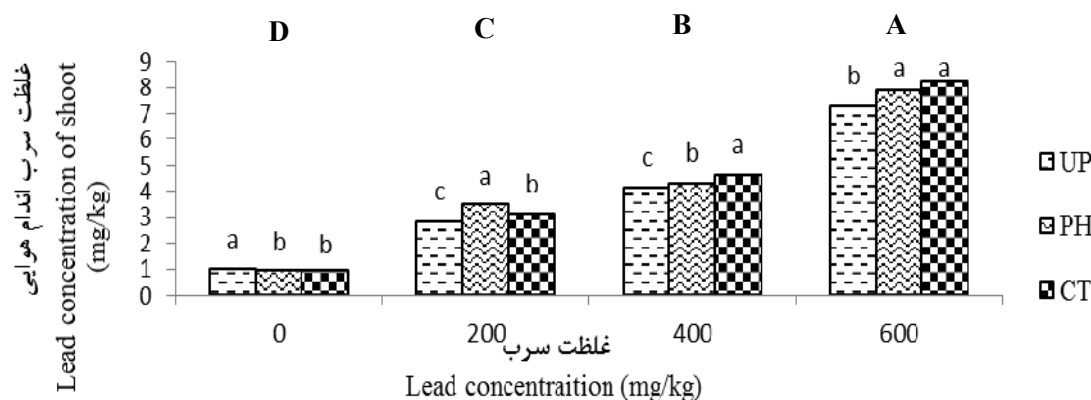 D C B A
غلظت سرب اندام هوایی
Lead concentration of shoot
(mg/kg)
9
8
7
6
5
4
3
2
1
0
a b b
c a b
c b a
b a a
UP
PH
CT
0 200 400 600
غلظت سرب
Lead concentraition (mg/kg)